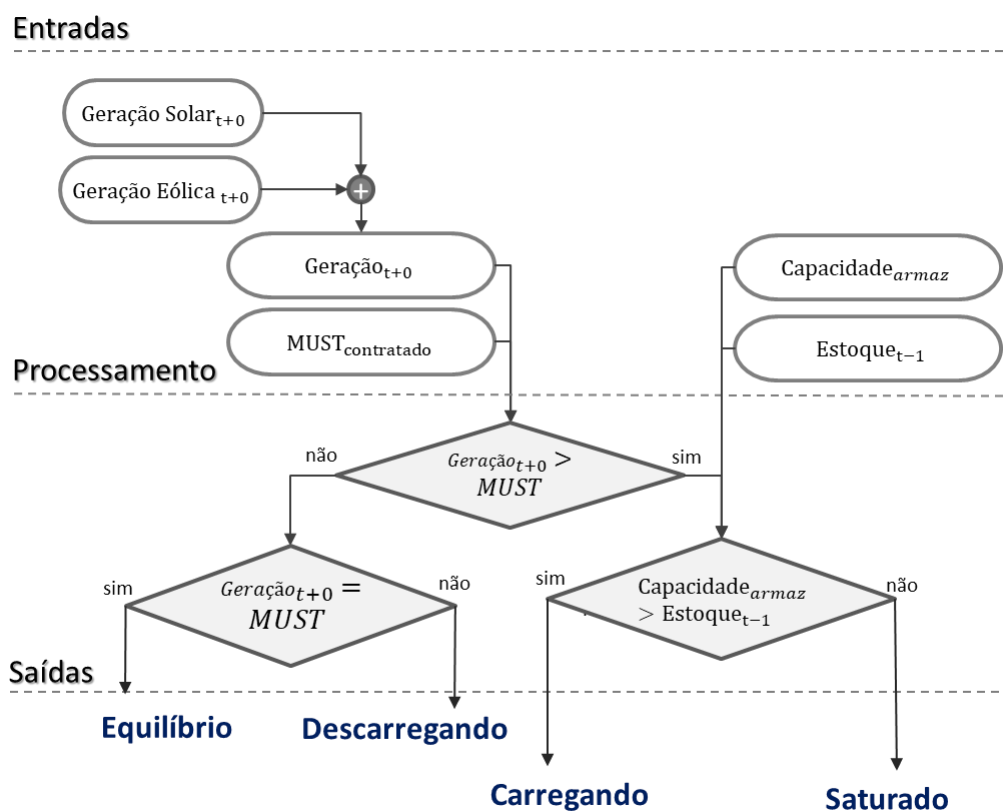 Entradas
Geração Solar t+0
Geração Eólica t+0
+
Geração t+0
MUST contratado
Capacidade armaz
Estoque t−1
Processamento
não
Geração t+0 >
MUST
sim
sim
Geração t+0 =
MUST
não
sim
Capacidade armaz
> Estoque t−1
não
Saídas
Equilíbrio
Descarregando
Carregando
Saturado